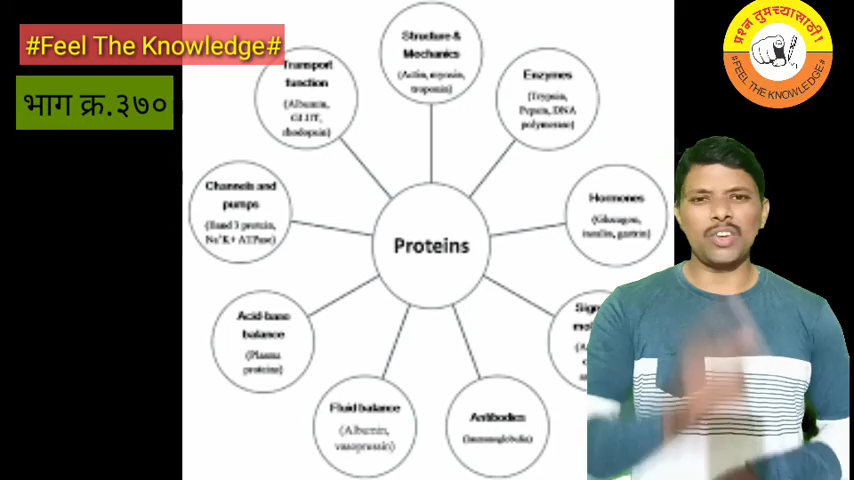 #Feel The Knowledge#
भाग क्र.३७०
प्रश्न तुमच्यासाठी!
#FEEL THE KNOWLEDGE#
Structure &
Mechanics
(Actin, myosin,
troponin)
Enzymes
(Trypsin,
Pepsin, DNA
polymerase)
Hormones
(Glucagon,
insulin, gastrin)
Antibodies
(Immunoglobulin)
Fluid balance
(Albumin,
vasopressin)
Acid-base
balance
(Plasma
proteins)
Channels and
pumps
(Band 3 protein,
Na⁺K+ ATPase)
Transport
function
(Albumin,
GLUT,
rhodopsin)
Proteins